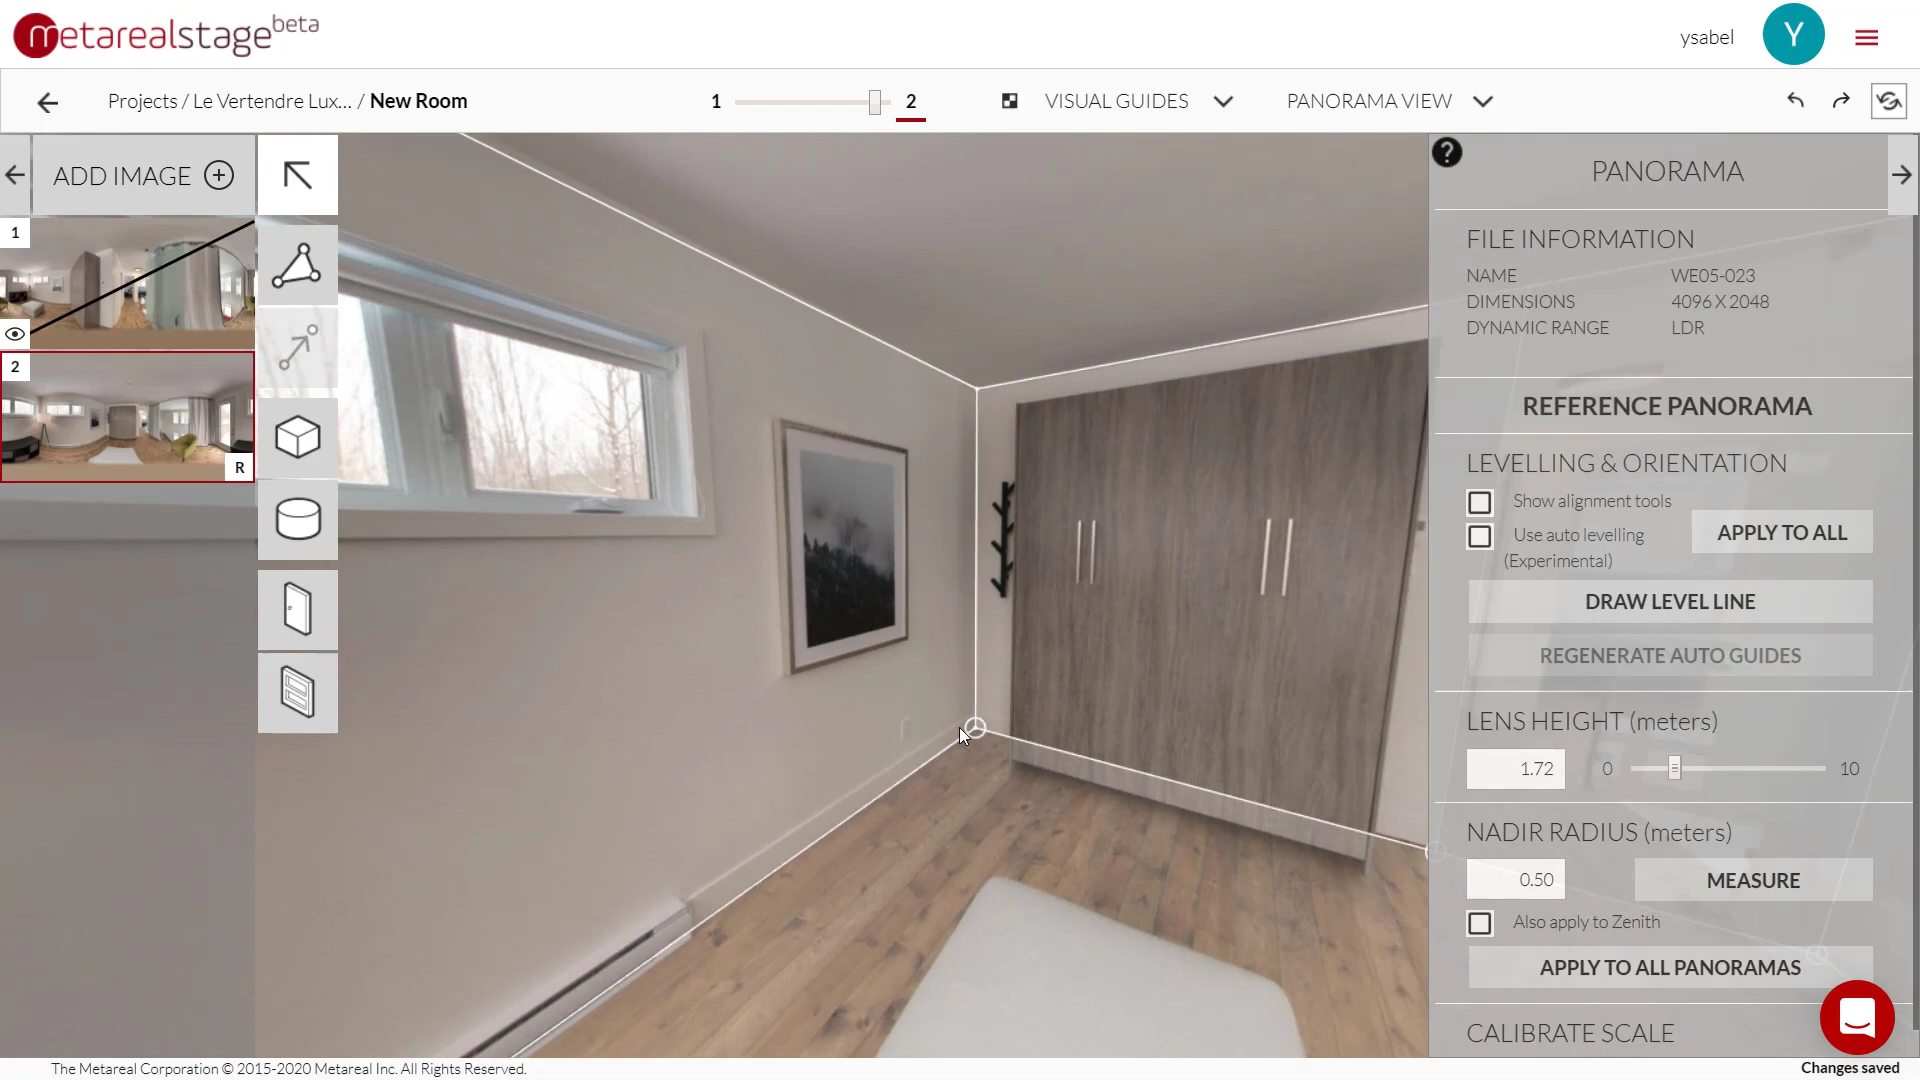 metarealstage beta
ysabel
Y
Projects / Le Vertendre Lux... / New Room
1
2
VISUAL GUIDES
PANORAMA VIEW
ADD IMAGE
1
2
R
?
PANORAMA
FILE INFORMATION
NAME WE05-023
DIMENSIONS 4096 X 2048
DYNAMIC RANGE LDR
REFERENCE PANORAMA
LEVELLING & ORIENTATION
Show alignment tools
Use auto levelling
(Experimental)
APPLY TO ALL
DRAW LEVEL LINE
REGENERATE AUTO GUIDES
LENS HEIGHT (meters)
1.72 0 10
NADIR RADIUS (meters)
0.50 MEASURE
Also apply to Zenith
APPLY TO ALL PANORAMAS
CALIBRATE SCALE
The Metareal Corporation © 2015-2020 Metareal Inc. All Rights Reserved.
Changes saved